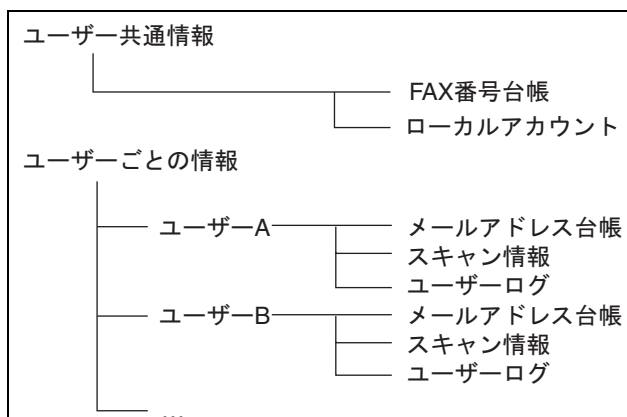 ユーザー共通情報
FAX番号台帳
ローカルアカウント
ユーザーごとの情報
ユーザーA
メールアドレス台帳
スキャン情報
ユーザーログ
ユーザーB
メールアドレス台帳
スキャン情報
ユーザーログ
...